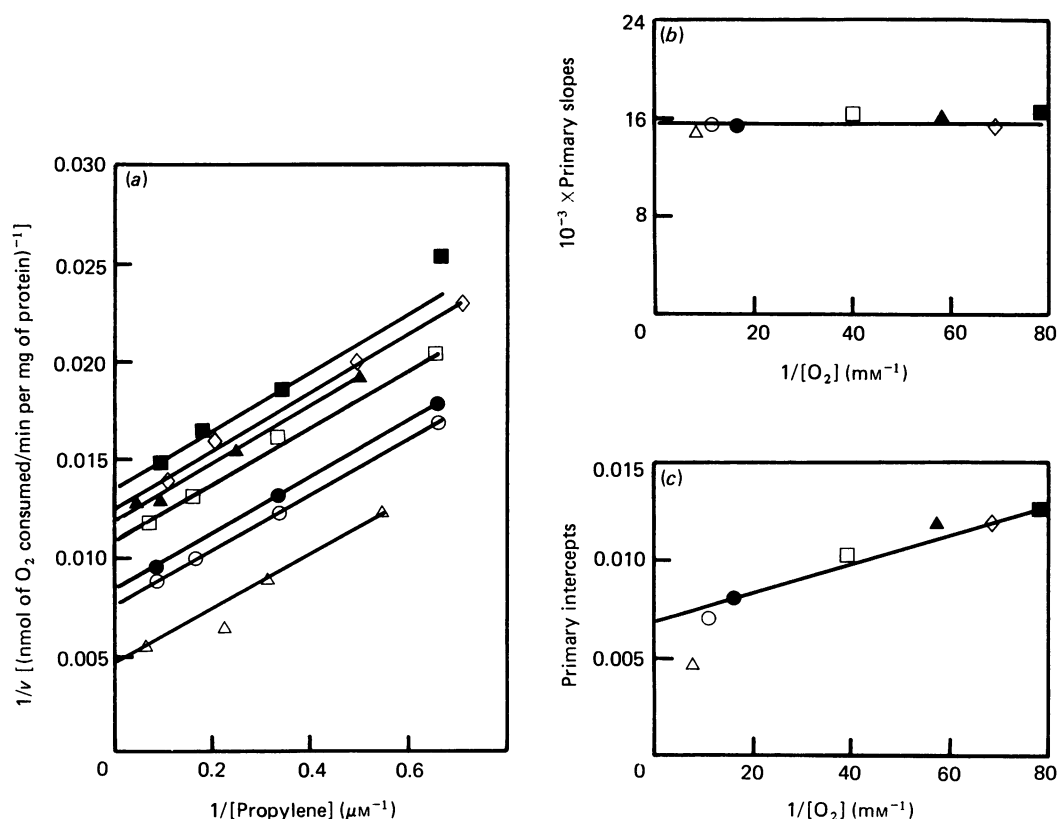 (a)
0.030
0.025
0.020
0.015
0.010
0.005
0
0.2
0.4
0.6
1/v [(nmol of O₂ consumed/min per mg of protein)⁻¹]
1/[Propylene] (μM⁻¹)
(b)
24
16
8
0
20
40
60
80
10⁻³ × Primary slopes
1/[O₂] (mM⁻¹)
(c)
0.015
0.010
0.005
0
20
40
60
80
Primary intercepts
1/[O₂] (mM⁻¹)